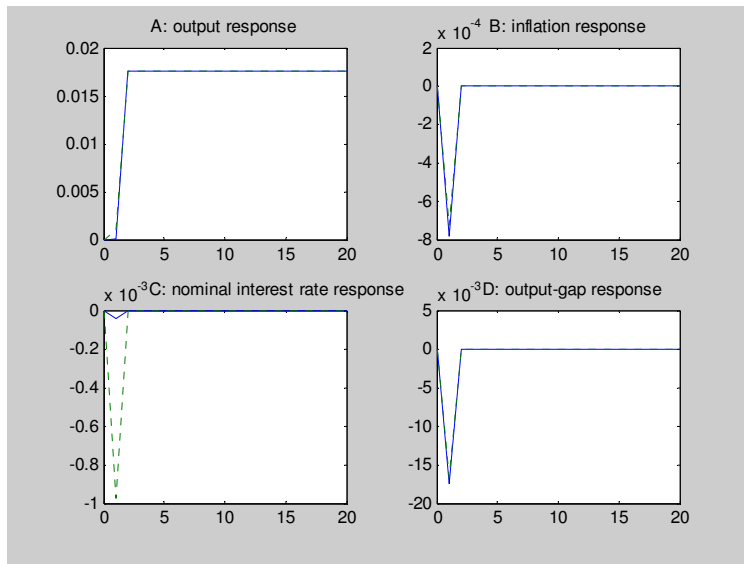 A: output response
0.02
0.015
0.01
0.005
0
0 5 10 15 20
x 10-4 B: inflation response
2
0
-2
-4
-6
-8
0 5 10 15 20
x 10-3 C: nominal interest rate response
0
-0.2
-0.4
-0.6
-0.8
-1
0 5 10 15 20
x 10-3 D: output-gap response
5
0
-5
-10
-15
-20
0 5 10 15 20